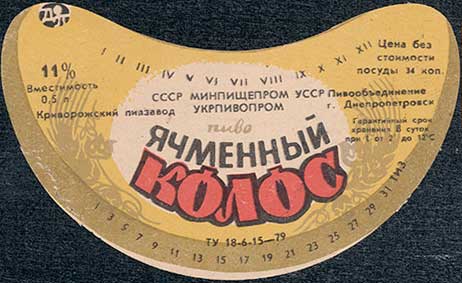 I II III IV V VI VII VIII IX X XI XII
11%
Вместимость
0,5 л
Криворожский пивзавод
СССР МИНПИЩЕПРОМ УССР
УКРПИВОПРОМ
Цена без
стоимости
посуды 34 коп.
Пивообъединение
г. Днепропетровск
Гарантийный срок
хранения 8 суток
при t от 2° до 12°С
пиво
ЯЧМЕННЫЙ
КОЛОС
1 3 5 7 9 11 13 15 17 19 21 23 25 27 29 31
ТУ 18-6-15—79